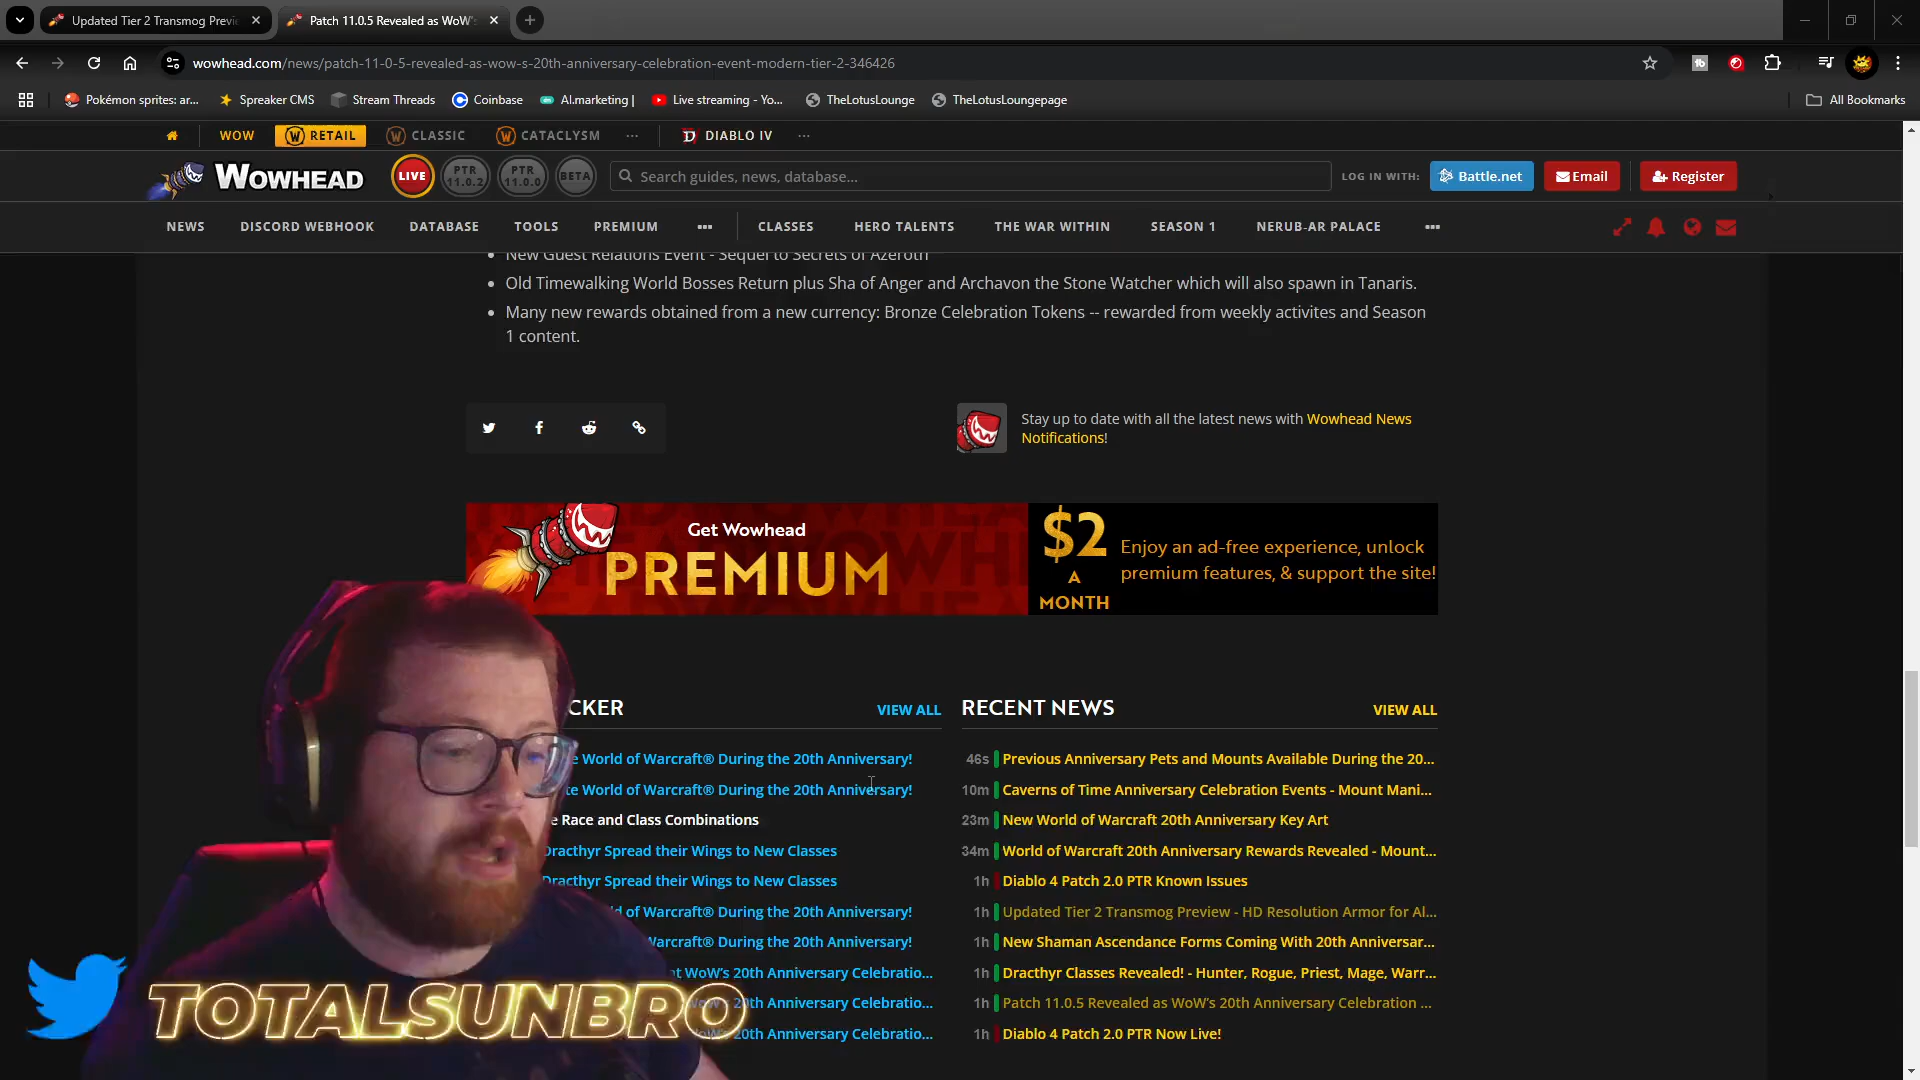 Updated Tier 2 Transmog Previ
Patch 11.0.5 Revealed as WoW's
wowhead.com/news/patch-11-0-5-revealed-as-wow-s-20th-anniversary-celebration-event-modern-tier-2-346426
Pokémon sprites: ar...
Spreaker CMS
Stream Threads
Coinbase
AI.marketing |
Live streaming - Yo...
TheLotusLounge
TheLotusLoungepage
All Bookmarks
WOW
RETAIL
CLASSIC
CATACLYSM
...
DIABLO IV
...
WOWHEAD
LIVE
PTR 11.0.2
PTR 11.0.0
BETA
Search guides, news, database...
LOG IN WITH:
Battle.net
Email
Register
NEWS
DISCORD WEBHOOK
DATABASE
TOOLS
PREMIUM
CLASSES
HERO TALENTS
THE WAR WITHIN
SEASON 1
NERUB-AR PALACE
New Guest Relations Event - Sequel to Secrets of Azeroth
Old Timewalking World Bosses Return plus Sha of Anger and Archavon the Stone Watcher which will also spawn in Tanaris.
Many new rewards obtained from a new currency: Bronze Celebration Tokens -- rewarded from weekly activites and Season
1 content.
Stay up to date with all the latest news with Wowhead News
Notifications!
Get Wowhead
PREMIUM
$2
A
MONTH
Enjoy an ad-free experience, unlock
premium features, & support the site!
CKER
VIEW ALL
e World of Warcraft® During the 20th Anniversary!
te World of Warcraft® During the 20th Anniversary!
e Race and Class Combinations
Dracthyr Spread their Wings to New Classes
Dracthyr Spread their Wings to New Classes
d of Warcraft® During the 20th Anniversary!
Warcraft® During the 20th Anniversary!
t WoW's 20th Anniversary Celebratio...
WoW's 20th Anniversary Celebratio...
WoW's 20th Anniversary Celebratio...
RECENT NEWS
VIEW ALL
46s Previous Anniversary Pets and Mounts Available During the 20...
10m Caverns of Time Anniversary Celebration Events - Mount Mani...
23m New World of Warcraft 20th Anniversary Key Art
34m World of Warcraft 20th Anniversary Rewards Revealed - Mount...
1h Diablo 4 Patch 2.0 PTR Known Issues
1h Updated Tier 2 Transmog Preview - HD Resolution Armor for Al...
1h New Shaman Ascendance Forms Coming With 20th Anniversar...
1h Dracthyr Classes Revealed! - Hunter, Rogue, Priest, Mage, Warr...
1h Patch 11.0.5 Revealed as WoW's 20th Anniversary Celebration ...
1h Diablo 4 Patch 2.0 PTR Now Live!
TOTALSUNBRO